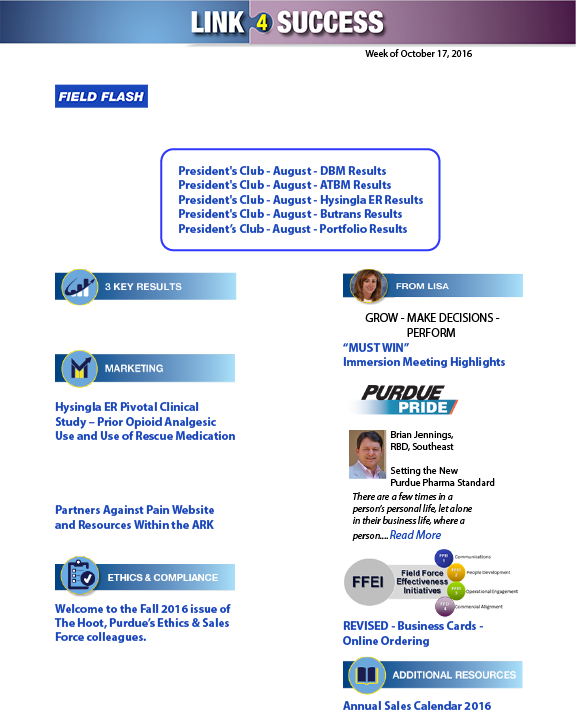 LINK 4 SUCCESS
Week of October 17, 2016
FIELD FLASH
President's Club - August - DBM Results
President's Club - August - ATBM Results
President's Club - August - Hysingla ER Results
President's Club - August - Butrans Results
President’s Club - August - Portfolio Results
3 KEY RESULTS
MARKETING
Hysingla ER Pivotal Clinical
Study – Prior Opioid Analgesic
Use and Use of Rescue Medication
Partners Against Pain Website
and Resources Within the ARK
ETHICS & COMPLIANCE
Welcome to the Fall 2016 issue of
The Hoot, Purdue’s Ethics & Sales
Force colleagues.
FROM LISA
GROW - MAKE DECISIONS -
PERFORM
“MUST WIN”
Immersion Meeting Highlights
PURDUE
PRIDE
Brian Jennings,
RBD, Southeast
Setting the New
Purdue Pharma Standard
There are a few times in a
person’s personal life, let alone
in their business life, where a
person.... Read More
FFEI
Field Force
Effectiveness
Initiatives
FFEI
1
Communications
FFEI
2
People Development
FFEI
3
Operational Engagement
FFEI
4
Commercial Alignment
REVISED - Business Cards -
Online Ordering
ADDITIONAL RESOURCES
Annual Sales Calendar 2016